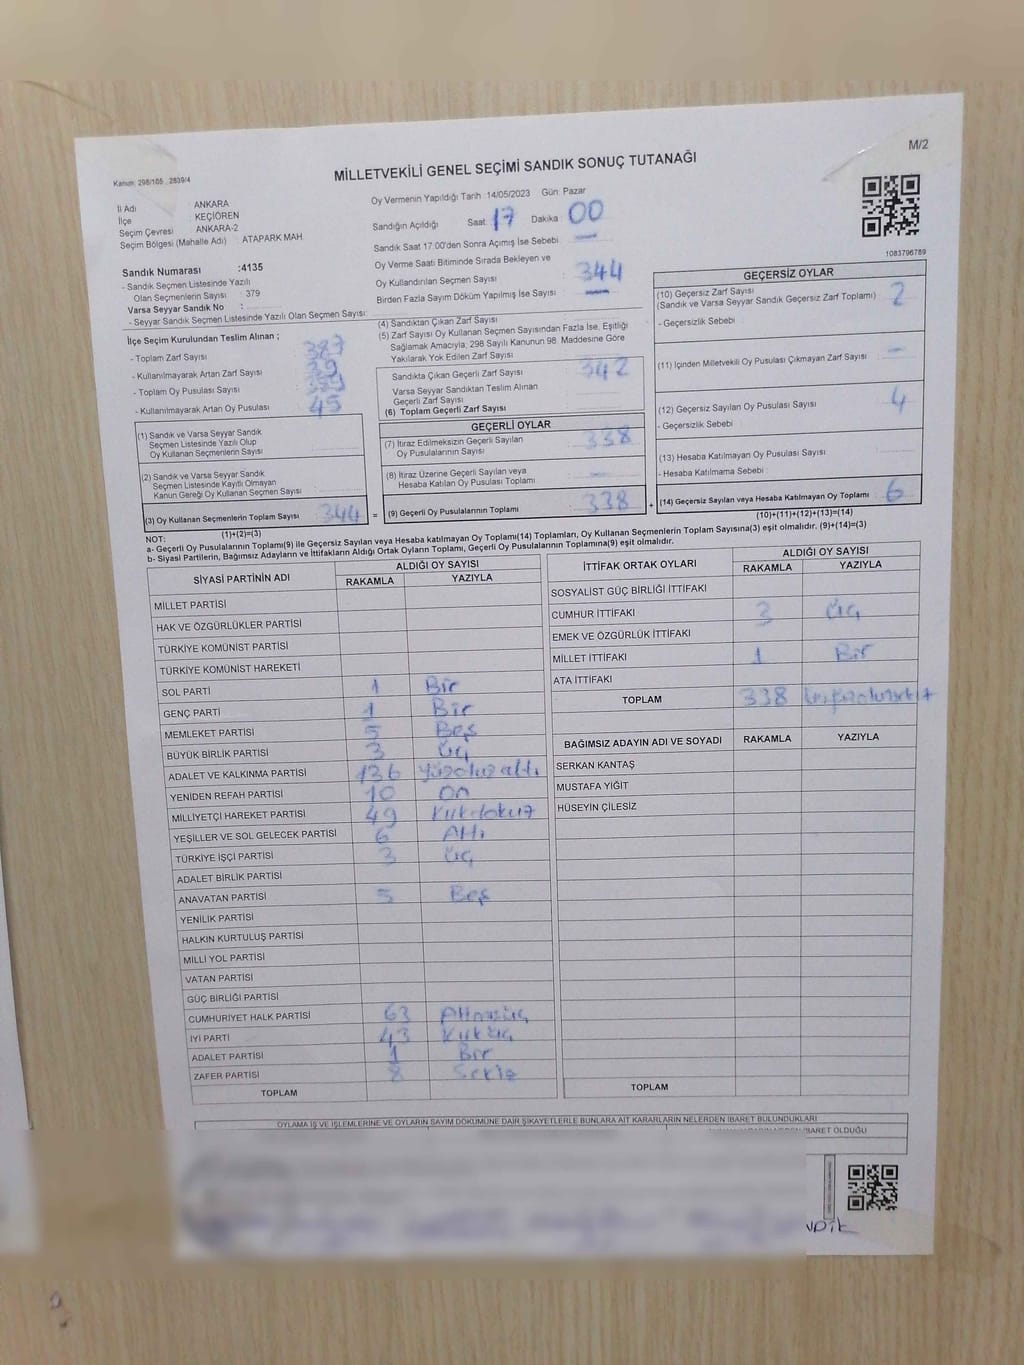 M/2
MİLLETVEKİLİ GENEL SEÇİMİ SANDIK SONUÇ TUTANAĞI
Kanun: 298/105 , 2839/4
İl Adı : ANKARA
İlçe : KEÇİÖREN
Seçim Çevresi : ANKARA-2
Seçim Bölgesi (Mahalle Adı) : ATAPARK MAH.
Sandık Numarası :4135
- Sandık Seçmen Listesinde Yazılı
Olan Seçmenlerin Sayısı : 379
Varsa Seyyar Sandık No :
- Seyyar Sandık Seçmen Listesinde Yazılı Olan Seçmen Sayısı:
Oy Vermenin Yapıldığı Tarih :14/05/2023 Gün: Pazar
Sandığın Açıldığı Saat: 17 Dakika: 00
Sandık Saat 17:00'den Sonra Açımış İse Sebebi : —
Oy Verme Saati Bitiminde Sırada Bekleyen ve
Oy Kullandırılan Seçmen Sayısı : 344
Birden Fazla Sayım Döküm Yapılmış İse Sayısı : —
İlçe Seçim Kurulundan Teslim Alınan ;
- Toplam Zarf Sayısı :
- Kullanılmayarak Artan Zarf Sayısı : 39
- Toplam Oy Pusulası Sayısı :
- Kullanılmayarak Artan Oy Pusulası : 45
(1) Sandık ve Varsa Seyyar Sandık
Seçmen Listesinde Yazılı Olup
Oy Kullanan Seçmenlerin Sayısı :
(2) Sandık ve Varsa Seyyar Sandık
Seçmen Listesinde Kayıtlı Olmayan
Kanun Gereği Oy Kullanan Seçmen Sayısı :
(3) Oy Kullanan Seçmenlerin Toplam Sayısı : 344 =
(1)+(2)=(3)
(4) Sandıktan Çıkan Zarf Sayısı :
(5) Zarf Sayısı Oy Kullanan Seçmen Sayısından Fazla İse, Eşitliği
Sağlamak Amacıyla, 298 Sayılı Kanunun 98. Maddesine Göre
Yakılarak Yok Edilen Zarf Sayısı :
Sandıkta Çıkan Geçerli Zarf Sayısı : 342
Varsa Seyyar Sandıktan Teslim Alınan
Geçerli Zarf Sayısı :
(6) Toplam Geçerli Zarf Sayısı :
GEÇERLİ OYLAR
(7) İtiraz Edilmeksizin Geçerli Sayılan
Oy Pusulalarının Sayısı : 338
(8) İtiraz Üzerine Geçerli Sayılan veya
Hesaba Katılan Oy Pusulası Toplamı : —
(9) Geçerli Oy Pusulalarının Toplamı : 338 +
1083796789
GEÇERSİZ OYLAR
(10) Geçersiz Zarf Sayısı
(Sandık ve Varsa Seyyar Sandık Geçersiz Zarf Toplamı) : 2
- Geçersizlik Sebebi :
(11) İçinden Milletvekili Oy Pusulası Çıkmayan Zarf Sayısı : —
(12) Geçersiz Sayılan Oy Pusulası Sayısı : 4
- Geçersizlik Sebebi :
(13) Hesaba Katılmayan Oy Pusulası Sayısı :
- Hesaba Katılmama Sebebi :
(14) Geçersiz Sayılan veya Hesaba Katılmayan Oy Toplamı : 6
(10)+(11)+(12)+(13)=(14)
NOT:
a- Geçerli Oy Pusulalarının Toplamı(9) ile Geçersiz Sayılan veya Hesaba katılmayan Oy Toplamı(14) Toplamları, Oy Kullanan Seçmenlerin Toplam Sayısına(3) eşit olmalıdır. (9)+(14)=(3)
b- Siyasi Partilerin, Bağımsız Adayların ve İttifakların Aldığı Ortak Oyların Toplamı, Geçerli Oy Pusulalarının Toplamına(9) eşit olmalıdır.
SİYASİ PARTİNİN ADI ALDIĞI OY SAYISI
RAKAMLA YAZIYLA
MİLLET PARTİSİ
HAK VE ÖZGÜRLÜKLER PARTİSİ
TÜRKİYE KOMÜNİST PARTİSİ
TÜRKİYE KOMÜNİST HAREKETİ
SOL PARTİ 1 Bir
GENÇ PARTİ 1 Bir
MEMLEKET PARTİSİ 5 Beş
BÜYÜK BİRLİK PARTİSİ 3 Üç
ADALET VE KALKINMA PARTİSİ 136 Yüzotuzaltı
YENİDEN REFAH PARTİSİ 10 On
MİLLİYETÇİ HAREKET PARTİSİ 49 Kırkdokuz
YEŞİLLER VE SOL GELECEK PARTİSİ 6 Altı
TÜRKİYE İŞÇİ PARTİSİ 3 Üç
ADALET BİRLİK PARTİSİ
ANAVATAN PARTİSİ 5 Beş
YENİLİK PARTİSİ
HALKIN KURTULUŞ PARTİSİ
MİLLİ YOL PARTİSİ
VATAN PARTİSİ
GÜÇ BİRLİĞİ PARTİSİ
CUMHURİYET HALK PARTİSİ 63 Altmışüç
İYİ PARTİ 43 Kırküç
ADALET PARTİSİ 1 Bir
ZAFER PARTİSİ 8 Sekiz
TOPLAM
İTTİFAK ORTAK OYLARI ALDIĞI OY SAYISI
RAKAMLA YAZIYLA
SOSYALİST GÜÇ BİRLİĞİ İTTİFAKI
CUMHUR İTTİFAKI 3 Üç
EMEK VE ÖZGÜRLÜK İTTİFAKI
MİLLET İTTİFAKI 1 Bir
ATA İTTİFAKI
TOPLAM 338
BAĞIMSIZ ADAYIN ADI VE SOYADI RAKAMLA YAZIYLA
SERKAN KANTAŞ
MUSTAFA YİĞİT
HÜSEYİN ÇİLESİZ
TOPLAM
OYLAMA İŞ VE İŞLEMLERİNE VE OYLARIN SAYIM DÖKÜMÜNE DAİR ŞİKAYETLERLE BUNLARA AİT KARARLARIN NELERDEN İBARET BULUNDUKLARI
İBARET OLDUĞU